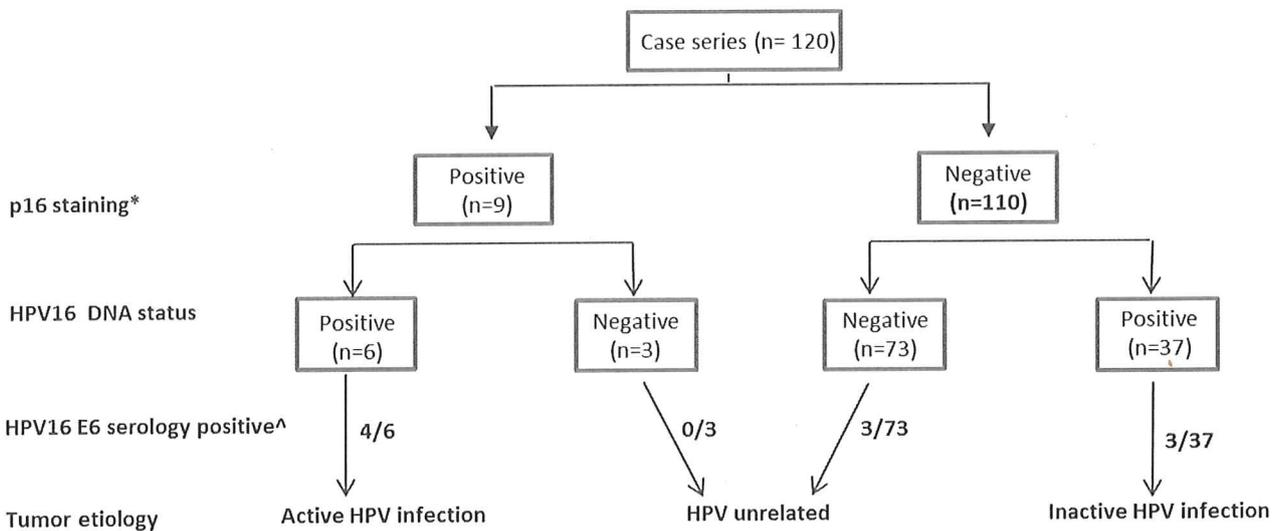 Case series (n= 120)
p16 staining*
Positive
(n=9)
Negative
(n=110)
HPV16 DNA status
Positive
(n=6)
Negative
(n=3)
Negative
(n=73)
Positive
(n=37)
HPV16 E6 serology positive^
4/6
0/3
3/73
3/37
Tumor etiology
Active HPV infection
HPV unrelated
Inactive HPV infection